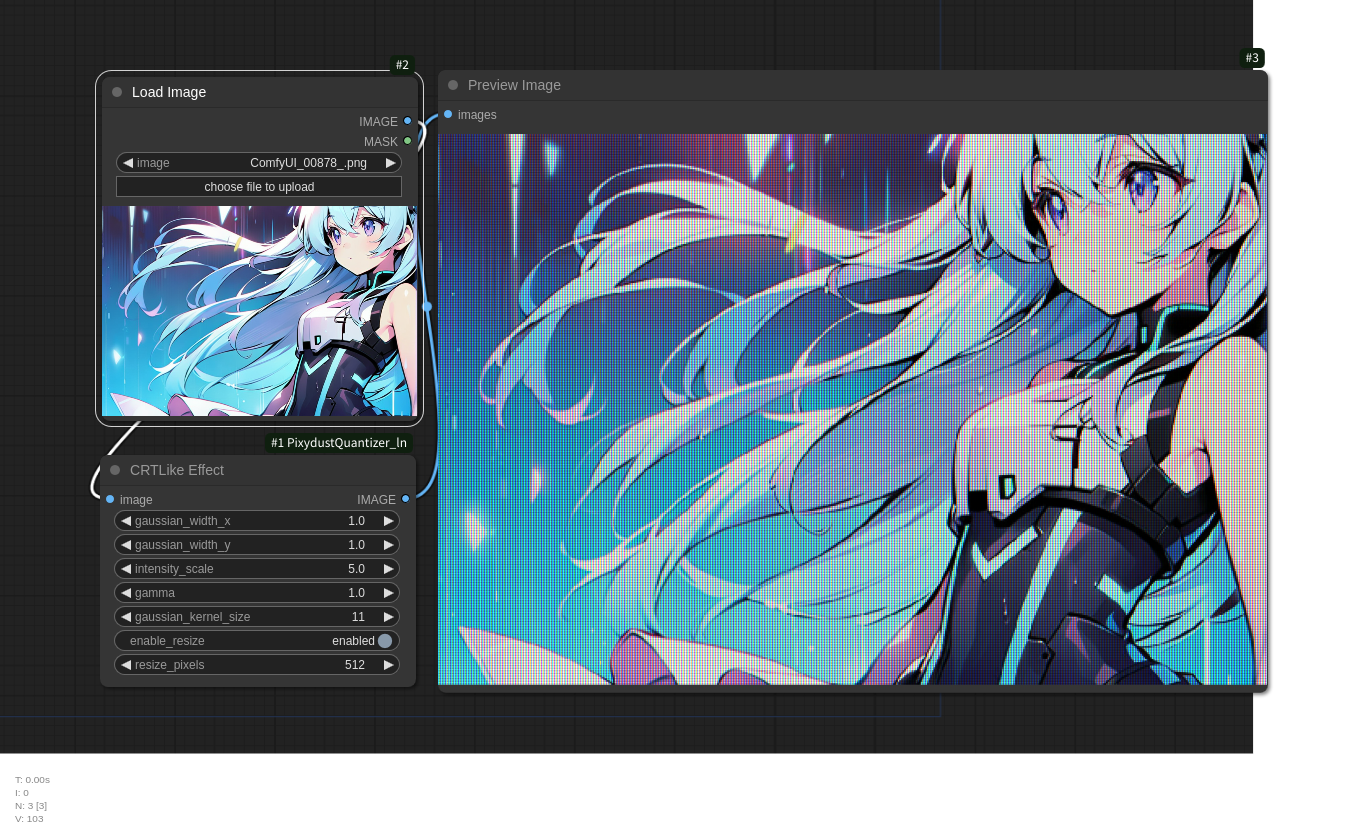 #2
Load Image
IMAGE
MASK
image ComfyUI_00878_.png
choose file to upload
#1 PixydustQuantizer_ln
CRTLike Effect
image IMAGE
gaussian_width_x 1.0
gaussian_width_y 1.0
intensity_scale 5.0
gamma 1.0
gaussian_kernel_size 11
enable_resize enabled
resize_pixels 512
#3
Preview Image
images
T: 0.00s
I: 0
N: 3 [3]
V: 103